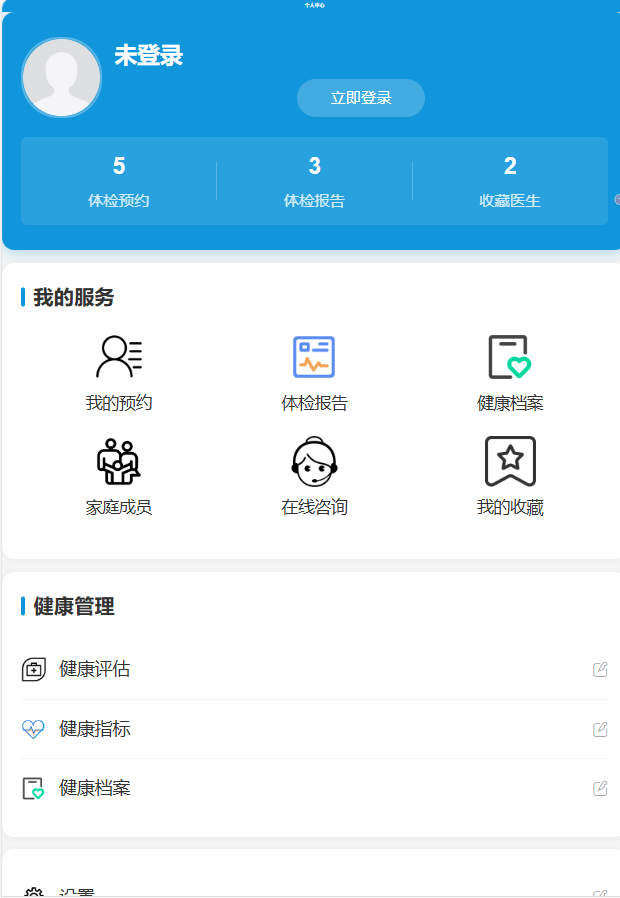 个人中心
未登录
立即登录
5 3 2
体检预约 体检报告 收藏医生
我的服务
我的预约 体检报告 健康档案
家庭成员 在线咨询 我的收藏
健康管理
健康评估
健康指标
健康档案
设置